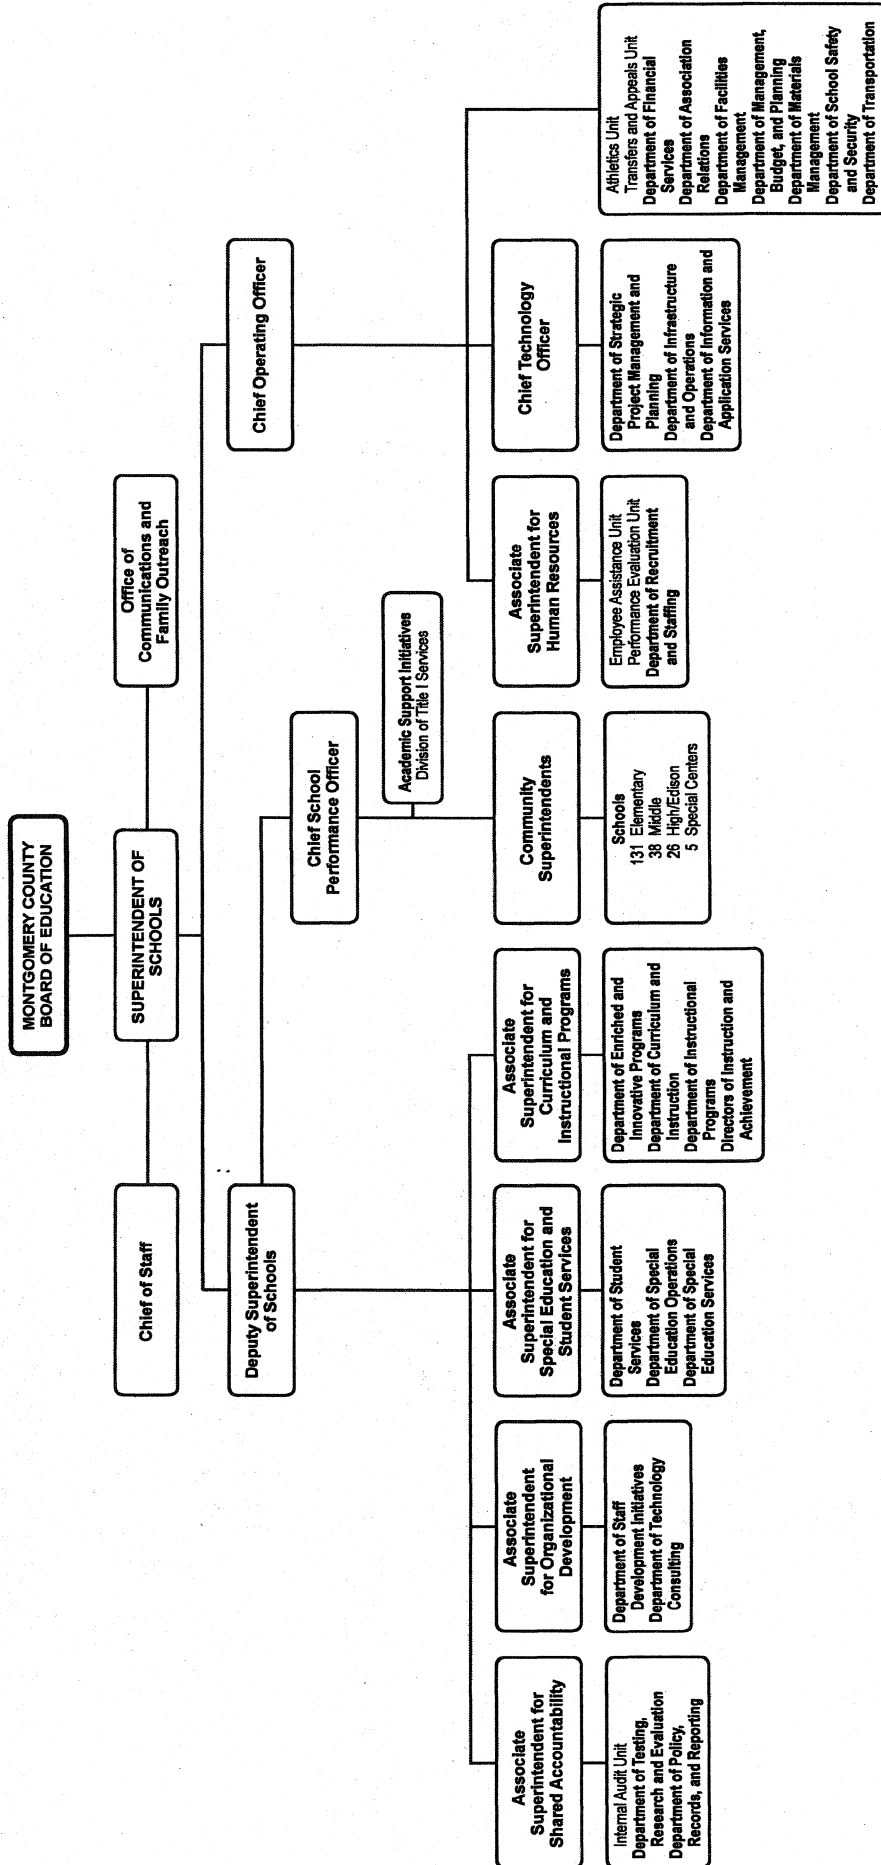 MONTGOMERY COUNTY
BOARD OF EDUCATION
Chief of Staff
SUPERINTENDENT OF
SCHOOLS
Office of
Communications and
Family Outreach
Deputy Superintendent
of Schools
Chief Operating Officer
Chief School
Performance Officer
Academic Support Initiatives
Division of Title I Services
Associate
Superintendent for
Shared Accountability
Internal Audit Unit
Department of Testing,
Research and Evaluation
Department of Policy,
Records, and Reporting
Associate
Superintendent
for Organizational
Development
Department of Staff
Development Initiatives
Department of Technology
Consulting
Associate
Superintendent for
Special Education and
Student Services
Department of Student
Services
Department of Special
Education Operations
Department of Special
Education Services
Associate
Superintendent for
Curriculum and
Instructional Programs
Department of Enriched and
Innovative Programs
Department of Curriculum and
Instruction
Department of Instructional
Programs
Directors of Instruction and
Achievement
Community
Superintendents
Schools
131 Elementary
38 Middle
26 High/Edison
5 Special Centers
Associate
Superintendent for
Human Resources
Employee Assistance Unit
Performance Evaluation Unit
Department of Recruitment
and Staffing
Chief Technology
Officer
Department of Strategic
Project Management and
Planning
Department of Infrastructure
and Operations
Department of Information and
Application Services
Athletics Unit
Transfers and Appeals Unit
Department of Financial
Services
Department of Association
Relations
Department of Facilities
Management
Department of Management,
Budget, and Planning
Department of Materials
Management
Department of School Safety
and Security
Department of Transportation